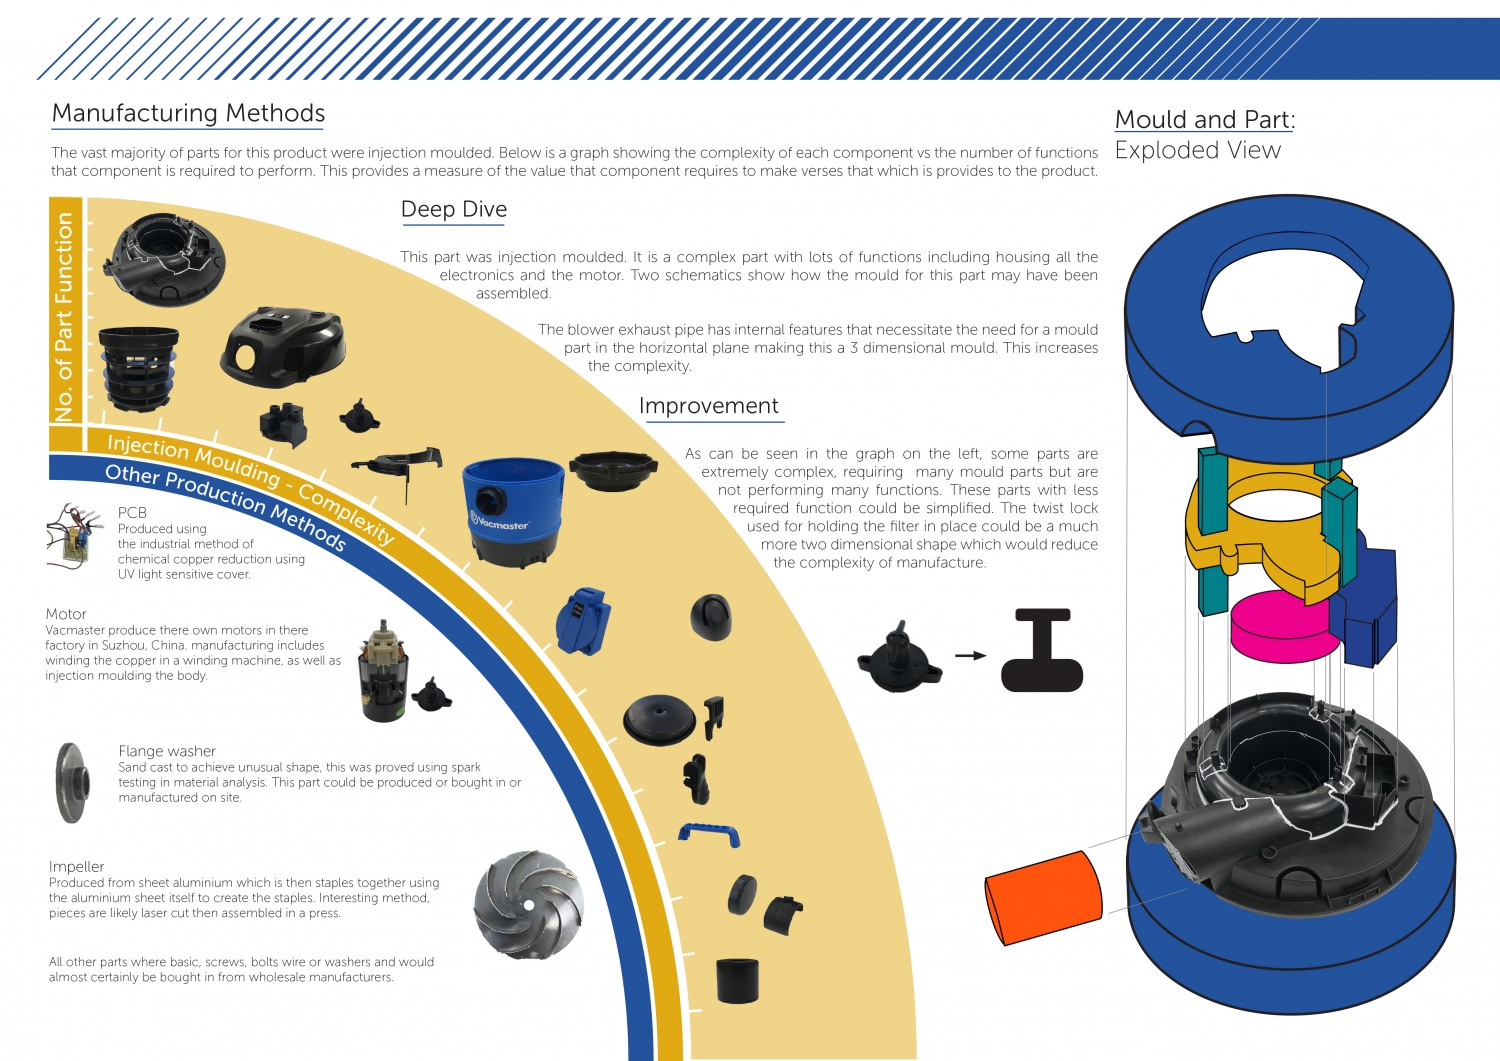 Manufacturing Methods
The vast majority of parts for this product were injection moulded. Below is a graph showing the complexity of each component vs the number of functions
that component is required to perform. This provides a measure of the value that component requires to make verses that which is provides to the product.
Mould and Part:
Exploded View
No. of Part Function
Deep Dive
This part was injection moulded. It is a complex part with lots of functions including housing all the
electronics and the motor. Two schematics show how the mould for this part may have been
assembled.
The blower exhaust pipe has internal features that necessitate the need for a mould
part in the horizontal plane making this a 3 dimensional mould. This increases
the complexity.
Improvement
As can be seen in the graph on the left, some parts are
extremely complex, requiring many mould parts but are
not performing many functions. These parts with less
required function could be simplified. The twist lock
used for holding the filter in place could be a much
more two dimensional shape which would reduce
the complexity of manufacture.
Injection Moulding - Complexity
Other Production Methods
Vacmaster
PCB
Produced using
the industrial method of
chemical copper reduction using
UV light sensitive cover.
Motor
Vacmaster produce there own motors in there
factory in Suzhou, China. manufacturing includes
winding the copper in a winding machine, as well as
injection moulding the body.
Flange washer
Sand cast to achieve unusual shape, this was proved using spark
testing in material analysis. This part could be produced or bought in or
manufactured on site.
Impeller
Produced from sheet aluminium which is then staples together using
the aluminium sheet itself to create the staples. Interesting method,
pieces are likely laser cut then assembled in a press.
All other parts where basic, screws, bolts wire or washers and would
almost certainly be bought in from wholesale manufacturers.